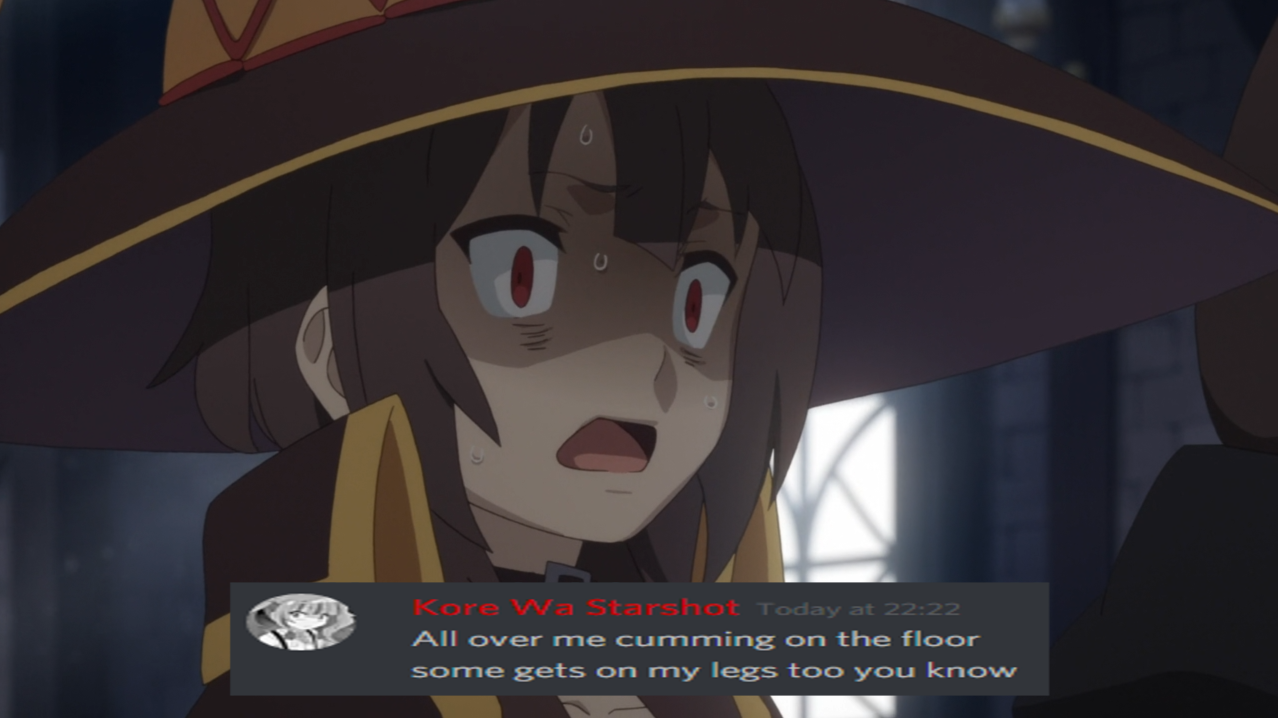 Kore Wa Starshot Today at 22:22
All over me cumming on the floor
some gets on my legs too you know